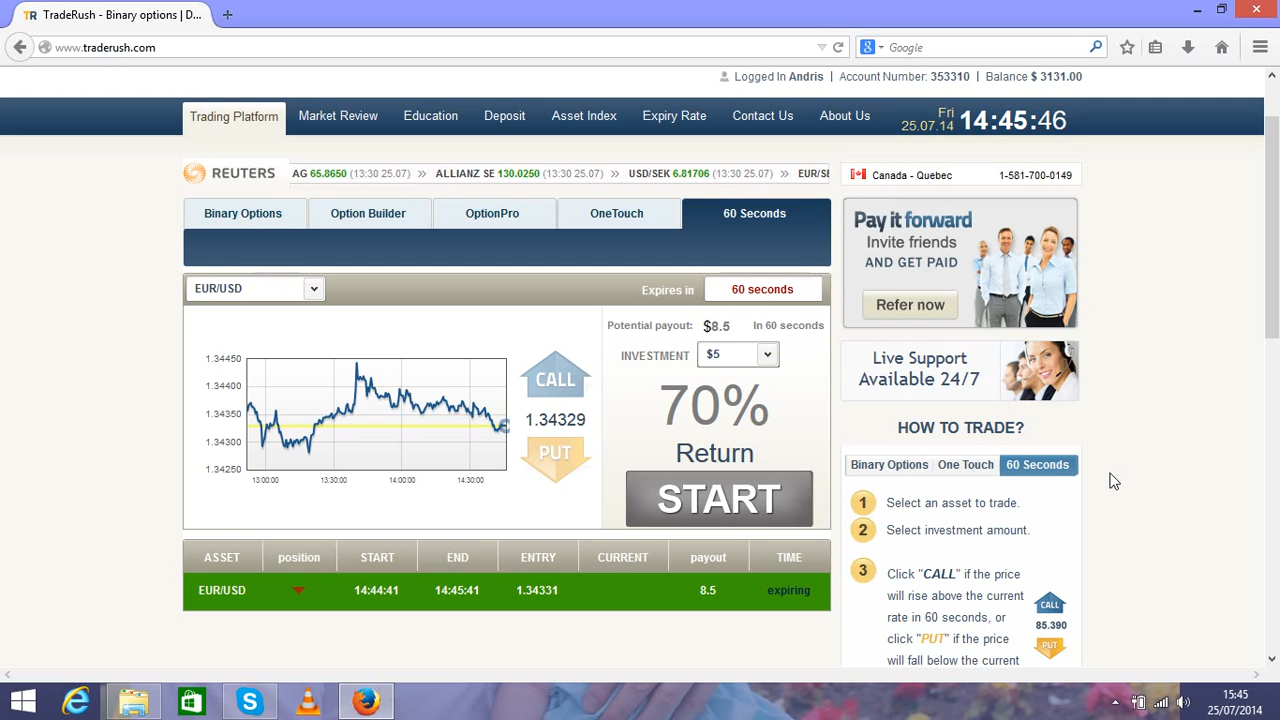 TR TradeRush - Binary options | D...
www.traderush.com
Google
Logged In Andris | Account Number: 353310 | Balance $ 3131.00
Trading Platform Market Review Education Deposit Asset Index Expiry Rate Contact Us About Us
Fri 25.07.14 14:45:46
REUTERS AG 65.8650 (13:30 25.07) ALLIANZ SE 130.0250 (13:30 25.07) USD/SEK 6.81706 (13:30 25.07) EUR/SE
Canada - Quebec 1-581-700-0149
Binary Options Option Builder OptionPro OneTouch 60 Seconds
Pay it forward
Invite friends
AND GET PAID
Refer now
EUR/USD
Expires in 60 seconds
Potential payout: $8.5 In 60 seconds
INVESTMENT $5
70%
Return
START
1.34450
1.34400
1.34350
1.34300
1.34250
13:00:00 13:30:00 14:00:00 14:30:00
CALL
1.34329
PUT
Live Support
Available 24/7
HOW TO TRADE?
Binary Options One Touch 60 Seconds
1 Select an asset to trade.
2 Select investment amount.
3 Click "CALL" if the price
will rise above the current
rate in 60 seconds, or
click "PUT" if the price
will fall below the current
CALL
85.390
PUT
ASSET position START END ENTRY CURRENT payout TIME
EUR/USD 14:44:41 14:45:41 1.34331 8.5 expiring
15:45
25/07/2014